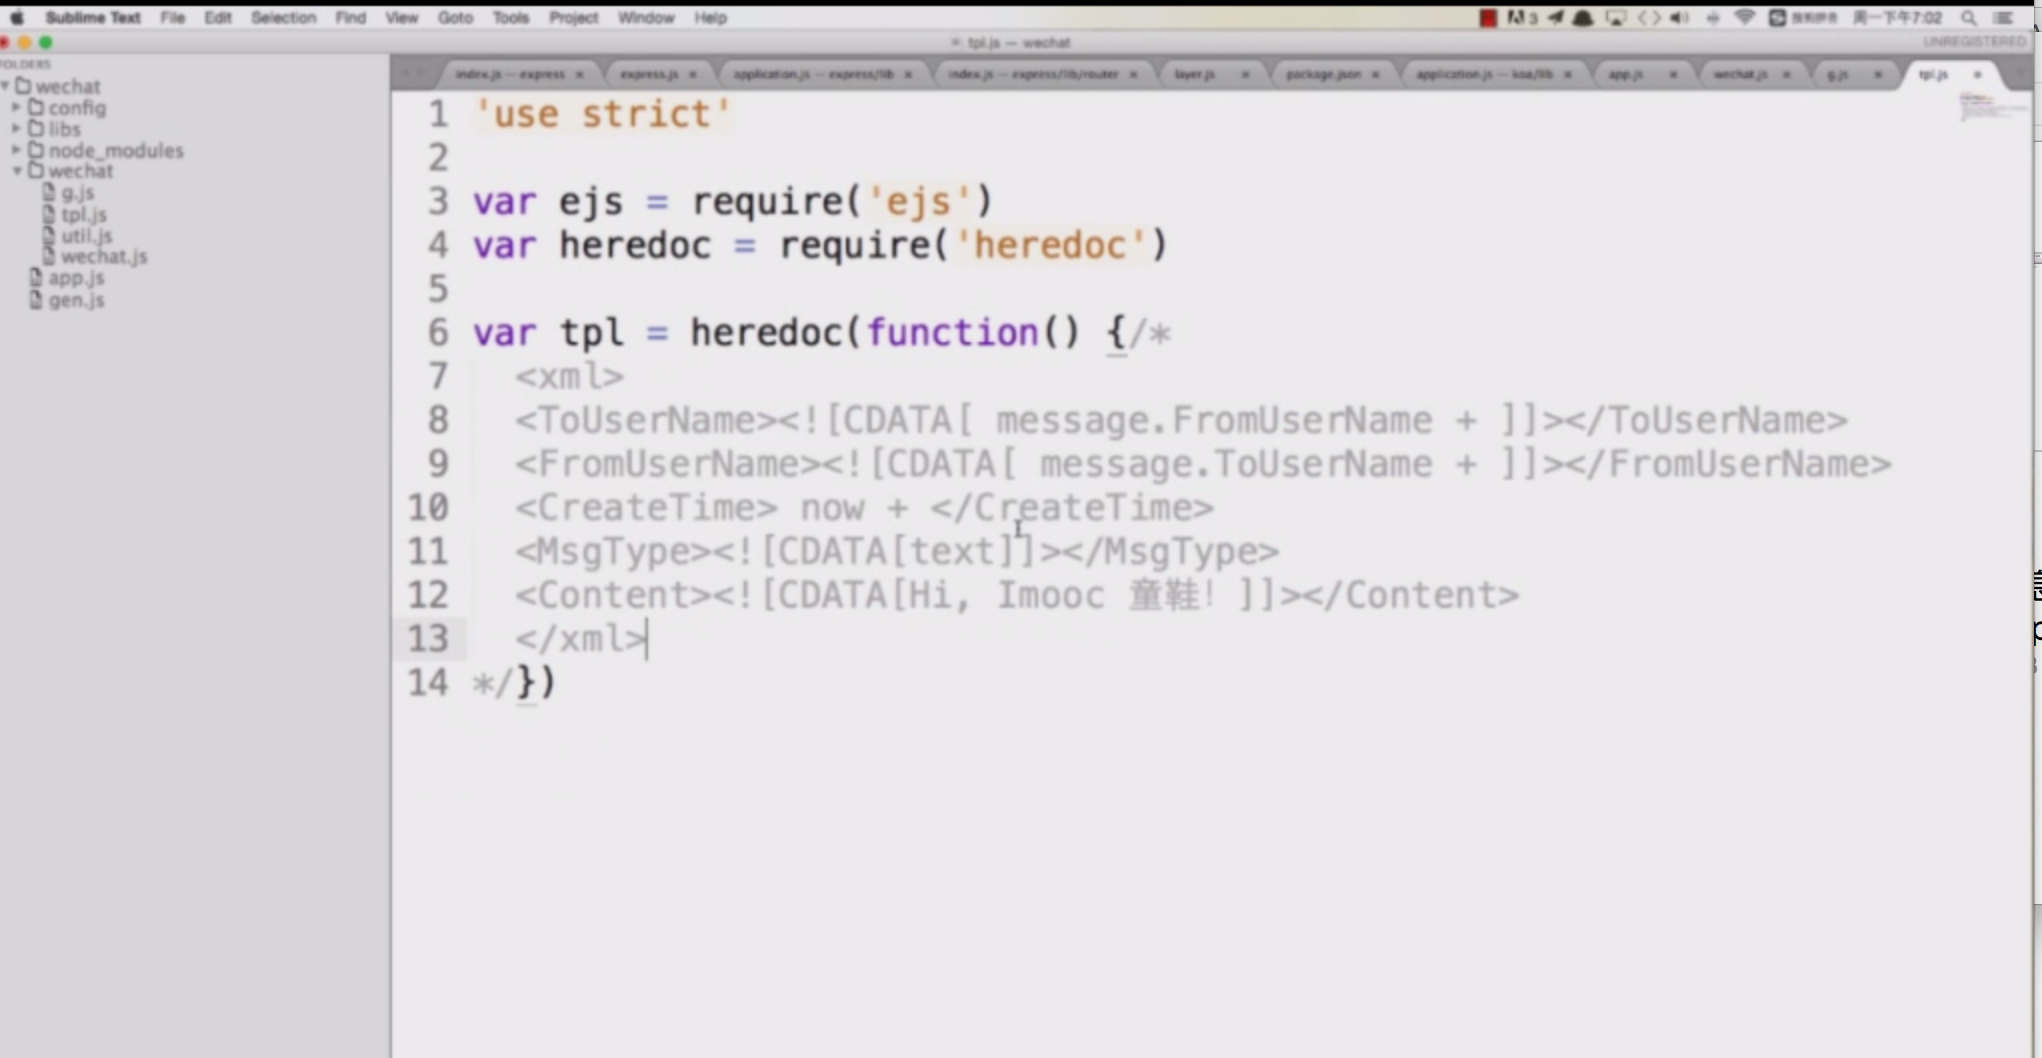 Sublime Text File Edit Selection Find View Goto Tools Project Window Help 3 周一下午7:02
tpl.js — wechat UNREGISTERED
FOLDERS
wechat
config
libs
node_modules
wechat
g.js
tpl.js
util.js
wechat.js
app.js
gen.js
index.js — express express.js application.js — express/lib index.js — express/lib/router layer.js package.json application.js — koa/lib app.js wechat.js g.js tpl.js
1 'use strict'
2
3 var ejs = require('ejs')
4 var heredoc = require('heredoc')
5
6 var tpl = heredoc(function() {/*
7 <xml>
8 <ToUserName><![CDATA[ message.FromUserName + ]]></ToUserName>
9 <FromUserName><![CDATA[ message.ToUserName + ]]></FromUserName>
10 <CreateTime> now + </CreateTime>
11 <MsgType><![CDATA[text]]></MsgType>
12 <Content><![CDATA[Hi, Imooc 童鞋! ]]></Content>
13 </xml>
14 */})